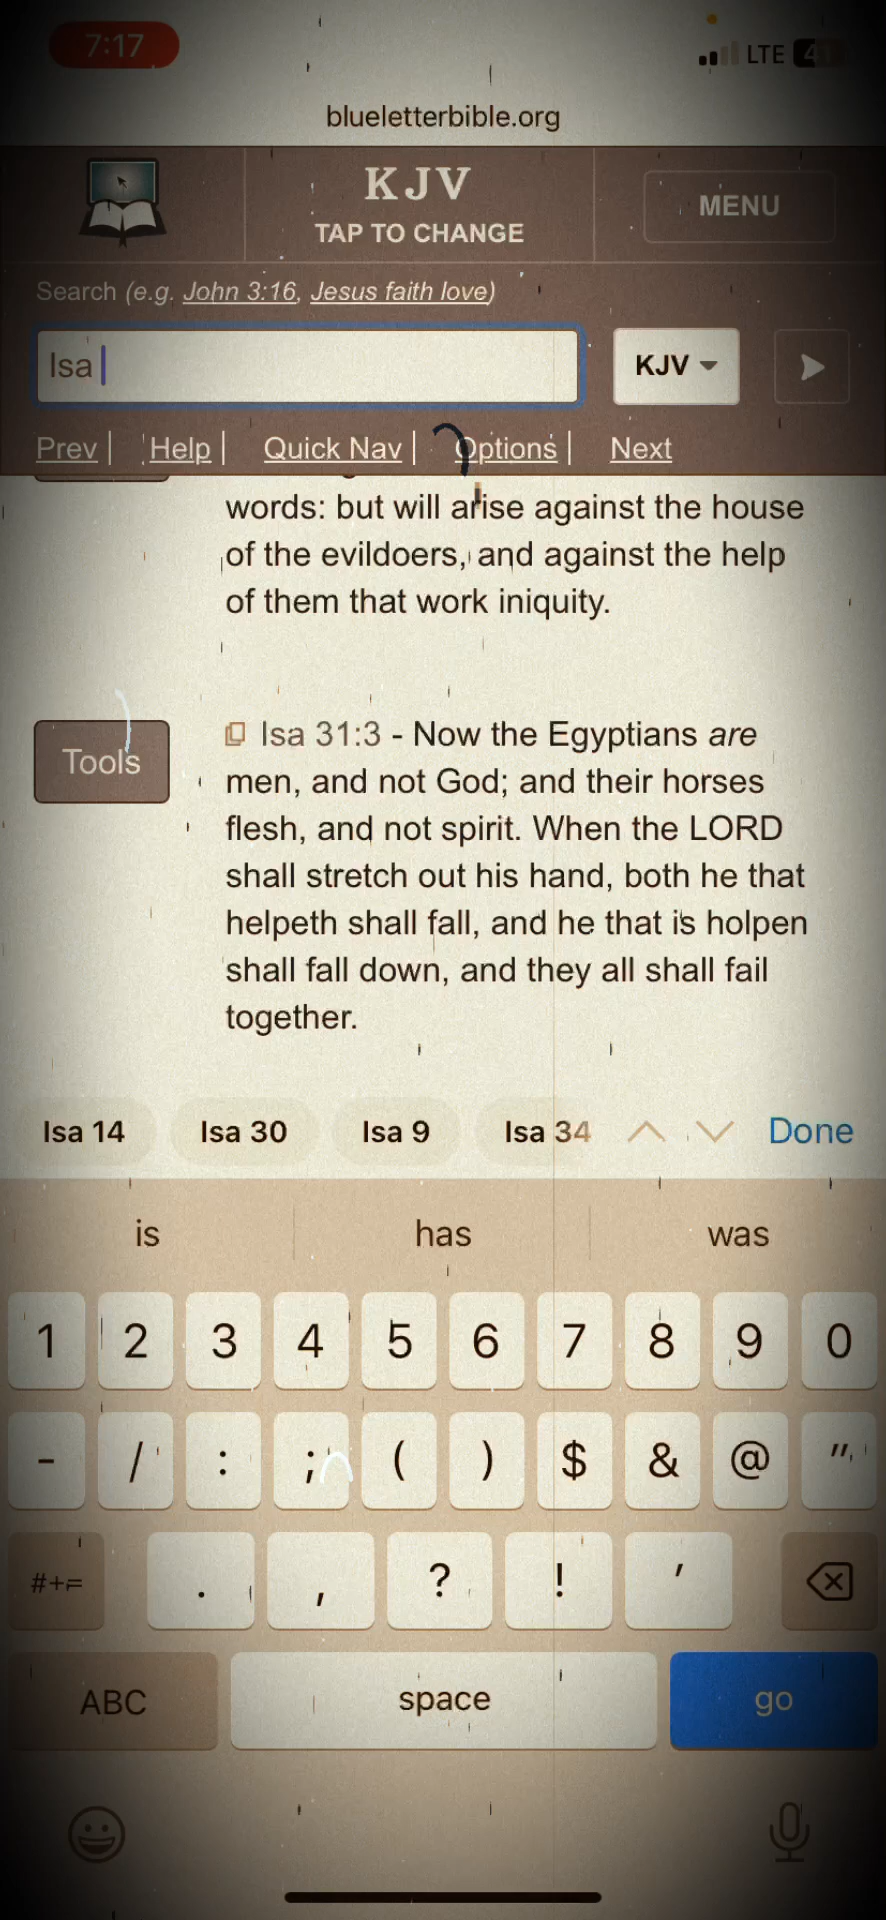 7:17
LTE
blueletterbible.org
KJV
TAP TO CHANGE
MENU
Search (e.g. John 3:16, Jesus faith love)
Isa
KJV
Prev | Help | Quick Nav | Options | Next
words: but will arise against the house
of the evildoers, and against the help
of them that work iniquity.
Tools
Isa 31:3 - Now the Egyptians are
men, and not God; and their horses
flesh, and not spirit. When the LORD
shall stretch out his hand, both he that
helpeth shall fall, and he that is holpen
shall fall down, and they all shall fail
together.
Isa 14 Isa 30 Isa 9 Isa 34 Done
is has was
1 2 3 4 5 6 7 8 9 0
- / : ; ( ) $ & @ "
#+= . , ? ! '
ABC space go